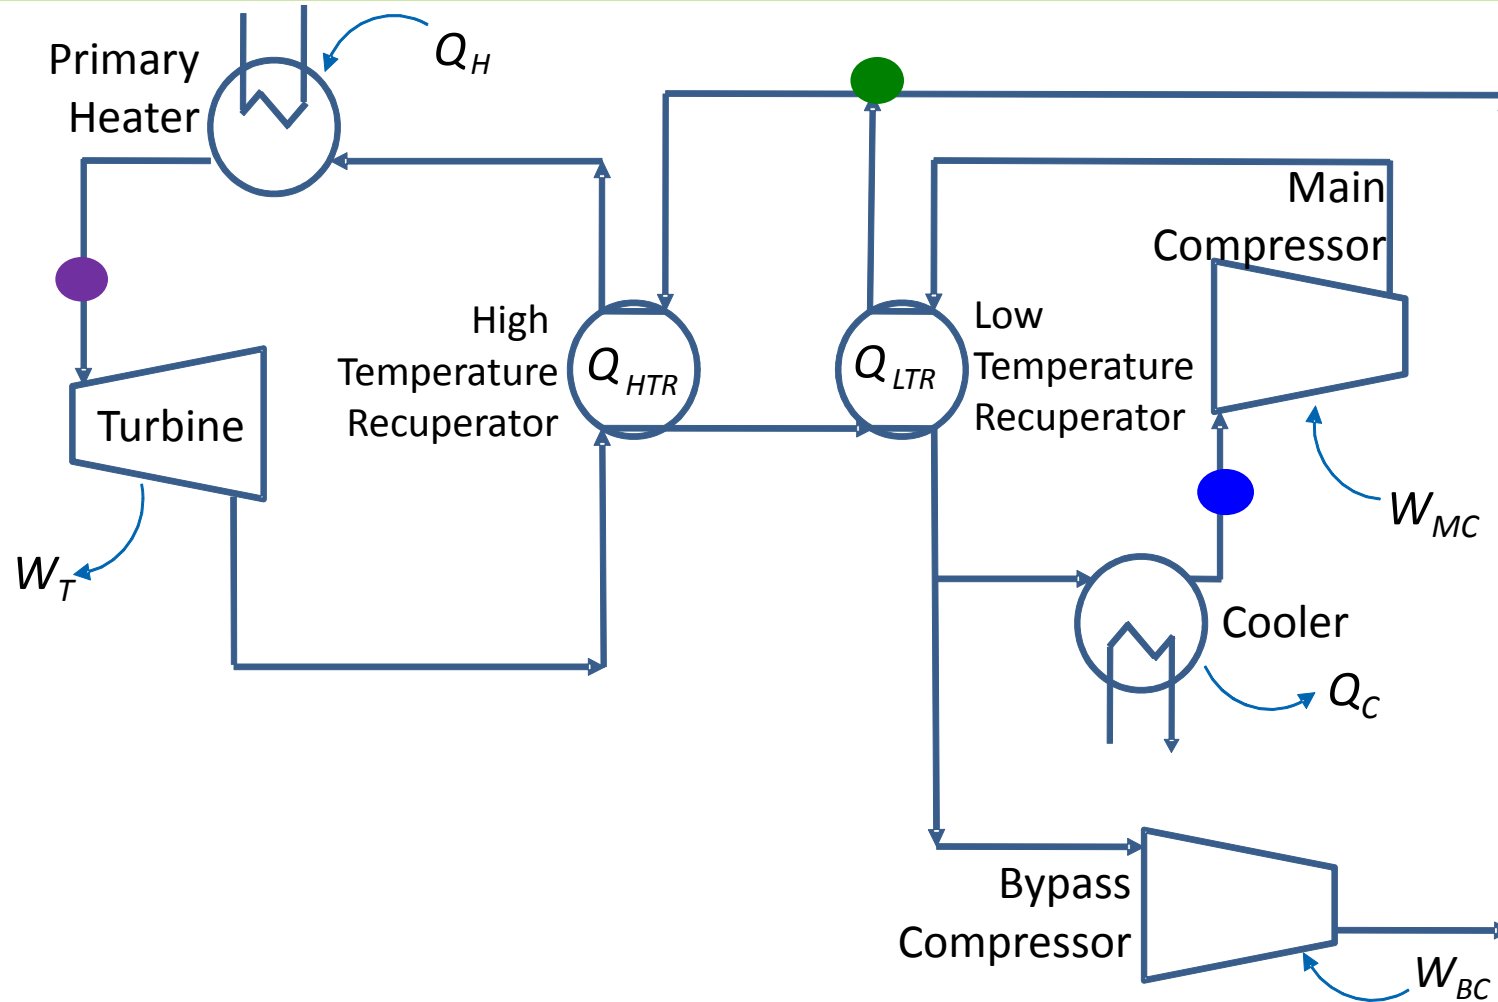 Primary
Heater
Q_H
Main
Compressor
High
Temperature
Recuperator
Q_HTR
Q_LTR
Low
Temperature
Recuperator
Turbine
W_T
W_MC
Cooler
Q_C
Bypass
Compressor
W_BC